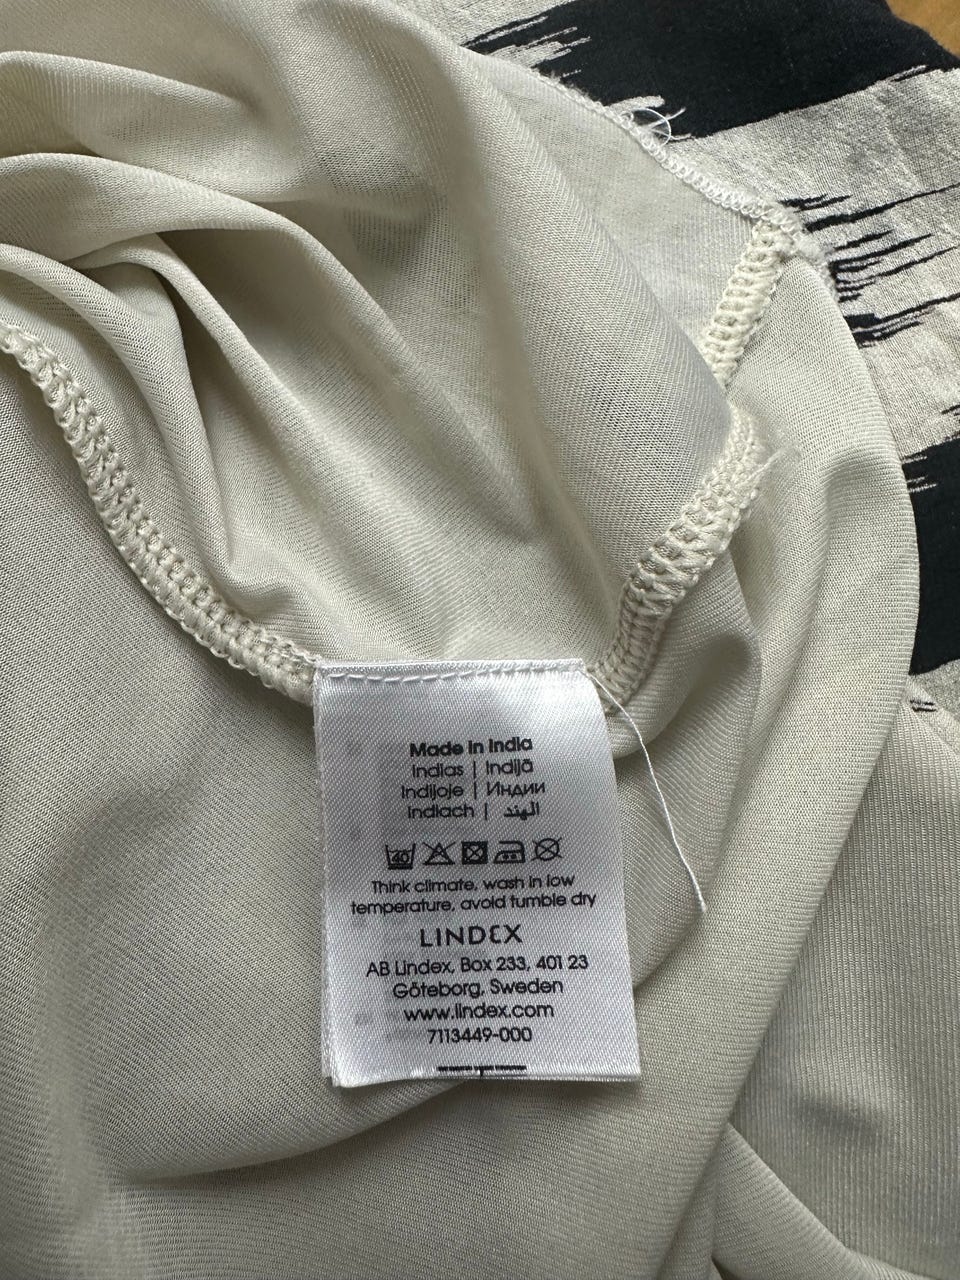 Made in India
Indias | Indijā
Indijoje | Индии
Indiach | الهند
40
Think climate, wash in low
temperature, avoid tumble dry
LINDEX
AB Lindex, Box 233, 401 23
Göteborg, Sweden
www.lindex.com
7113449-000